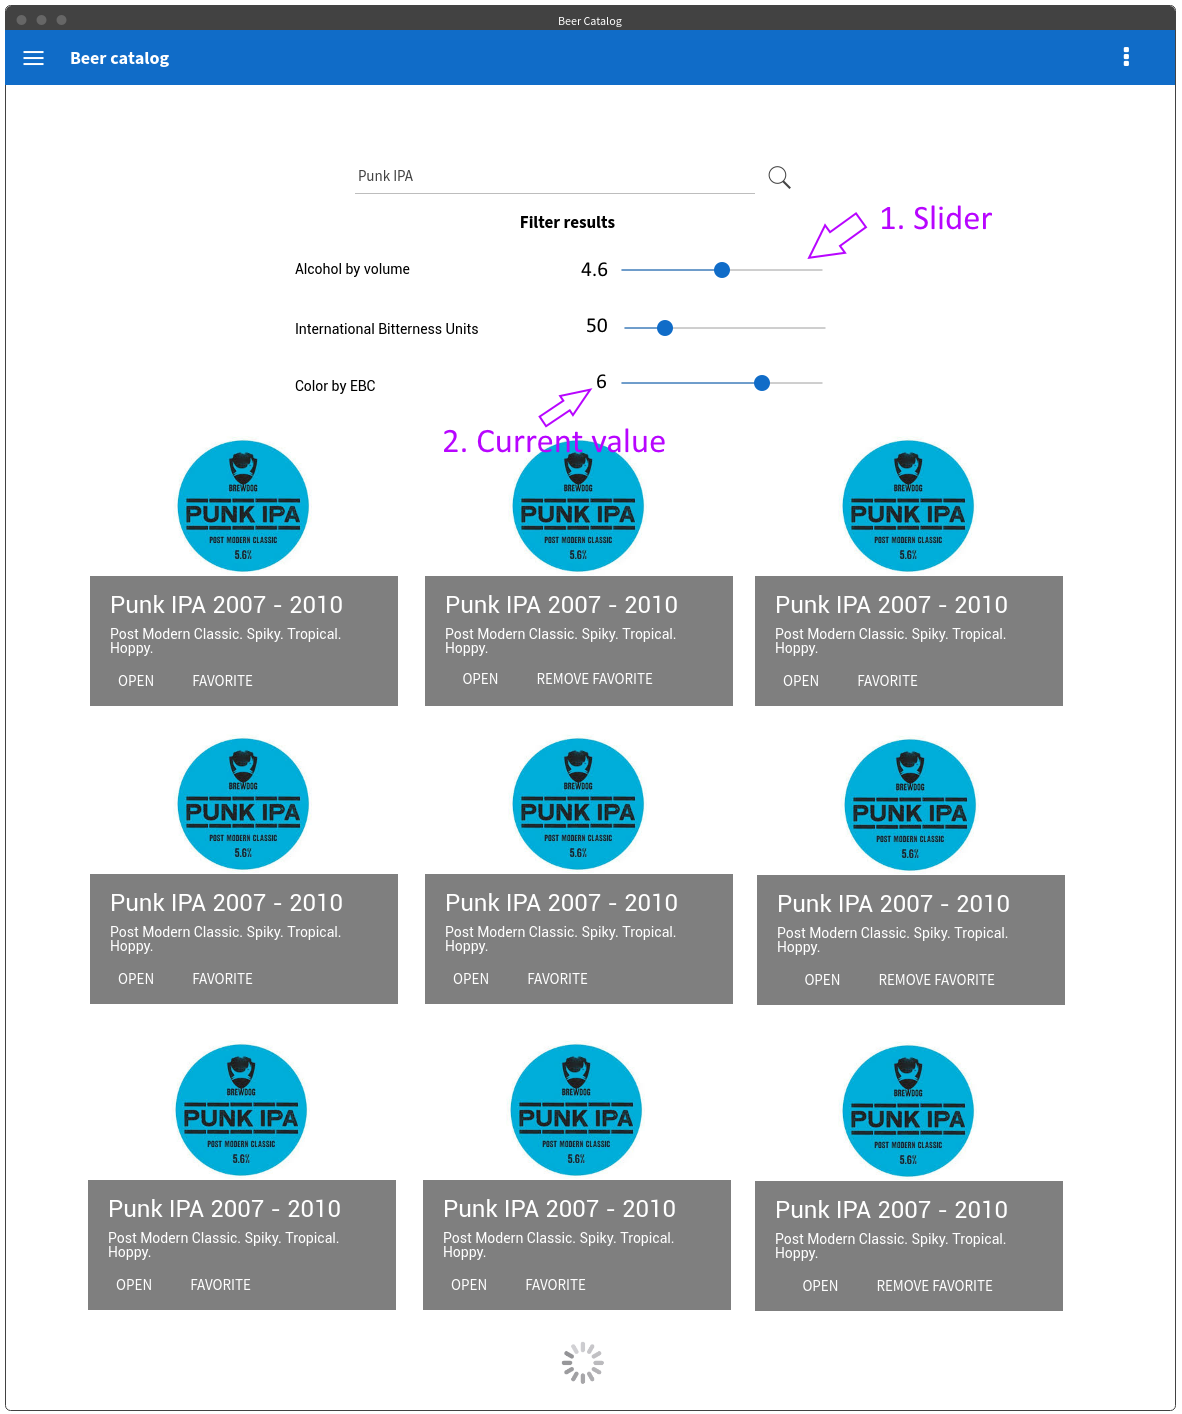 Beer Catalog
Beer catalog
Punk IPA
Filter results
1. Slider
Alcohol by volume 4.6
International Bitterness Units 50
Color by EBC 6
2. Current value
BREWDOG
PUNK IPA
POST MODERN CLASSIC
5.6%
BREWDOG
PUNK IPA
POST MODERN CLASSIC
5.6%
BREWDOG
PUNK IPA
POST MODERN CLASSIC
5.6%
Punk IPA 2007 - 2010
Post Modern Classic. Spiky. Tropical.
Hoppy.
OPEN FAVORITE
Punk IPA 2007 - 2010
Post Modern Classic. Spiky. Tropical.
Hoppy.
OPEN REMOVE FAVORITE
Punk IPA 2007 - 2010
Post Modern Classic. Spiky. Tropical.
Hoppy.
OPEN FAVORITE
BREWDOG
PUNK IPA
POST MODERN CLASSIC
5.6%
BREWDOG
PUNK IPA
POST MODERN CLASSIC
5.6%
BREWDOG
PUNK IPA
POST MODERN CLASSIC
5.6%
Punk IPA 2007 - 2010
Post Modern Classic. Spiky. Tropical.
Hoppy.
OPEN FAVORITE
Punk IPA 2007 - 2010
Post Modern Classic. Spiky. Tropical.
Hoppy.
OPEN FAVORITE
Punk IPA 2007 - 2010
Post Modern Classic. Spiky. Tropical.
Hoppy.
OPEN REMOVE FAVORITE
BREWDOG
PUNK IPA
POST MODERN CLASSIC
5.6%
BREWDOG
PUNK IPA
POST MODERN CLASSIC
5.6%
BREWDOG
PUNK IPA
POST MODERN CLASSIC
5.6%
Punk IPA 2007 - 2010
Post Modern Classic. Spiky. Tropical.
Hoppy.
OPEN FAVORITE
Punk IPA 2007 - 2010
Post Modern Classic. Spiky. Tropical.
Hoppy.
OPEN FAVORITE
Punk IPA 2007 - 2010
Post Modern Classic. Spiky. Tropical.
Hoppy.
OPEN REMOVE FAVORITE